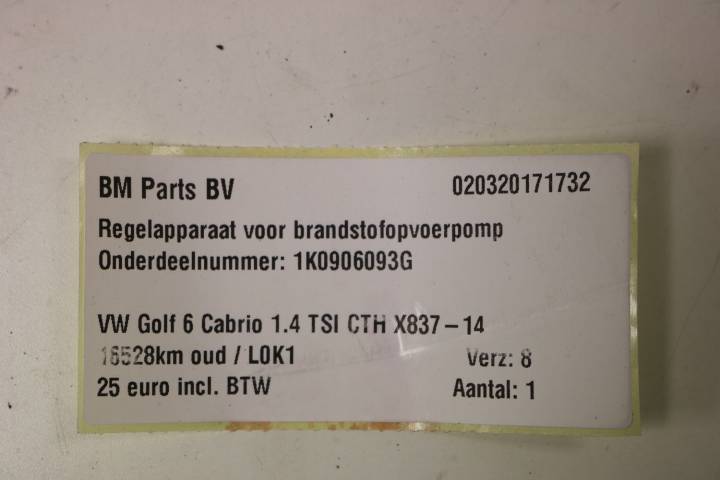 BM Parts BV 020320171732
Regelapparaat voor brandstofopvoerpomp
Onderdeelnummer: 1K0906093G
VW Golf 6 Cabrio 1.4 TSI CTH X837-14
16528km oud / L0K1 Verz: 8
25 euro incl. BTW Aantal: 1